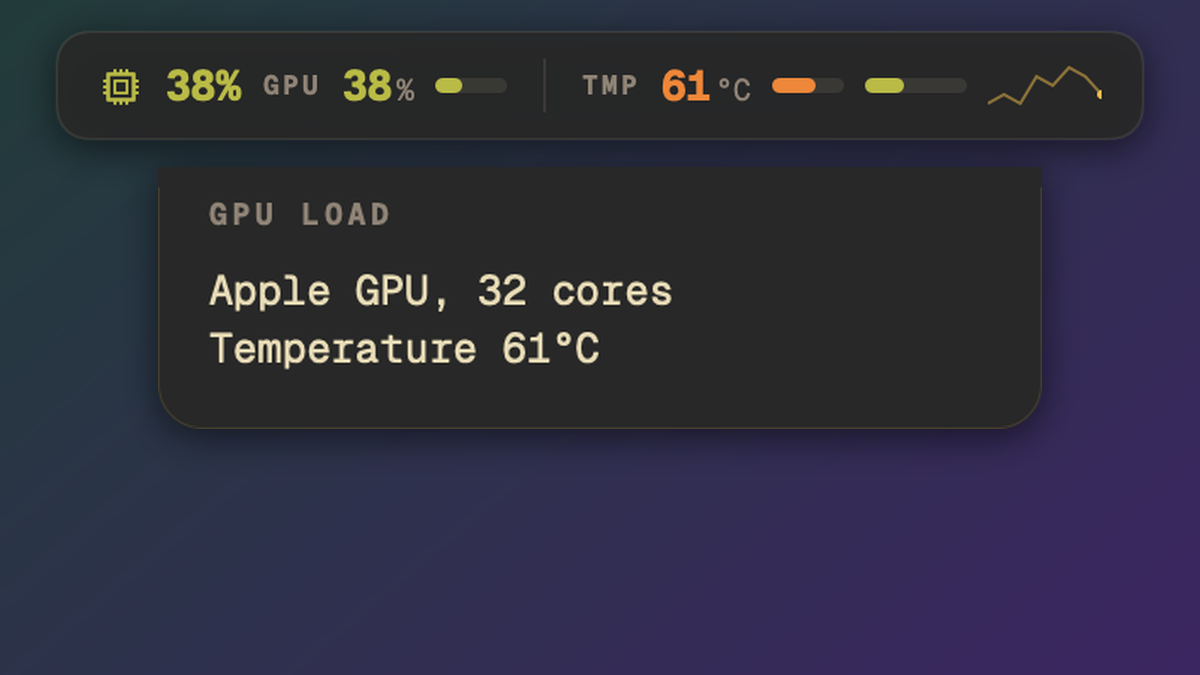 38% GPU 38% TMP 61°C
GPU LOAD
Apple GPU, 32 cores
Temperature 61°C